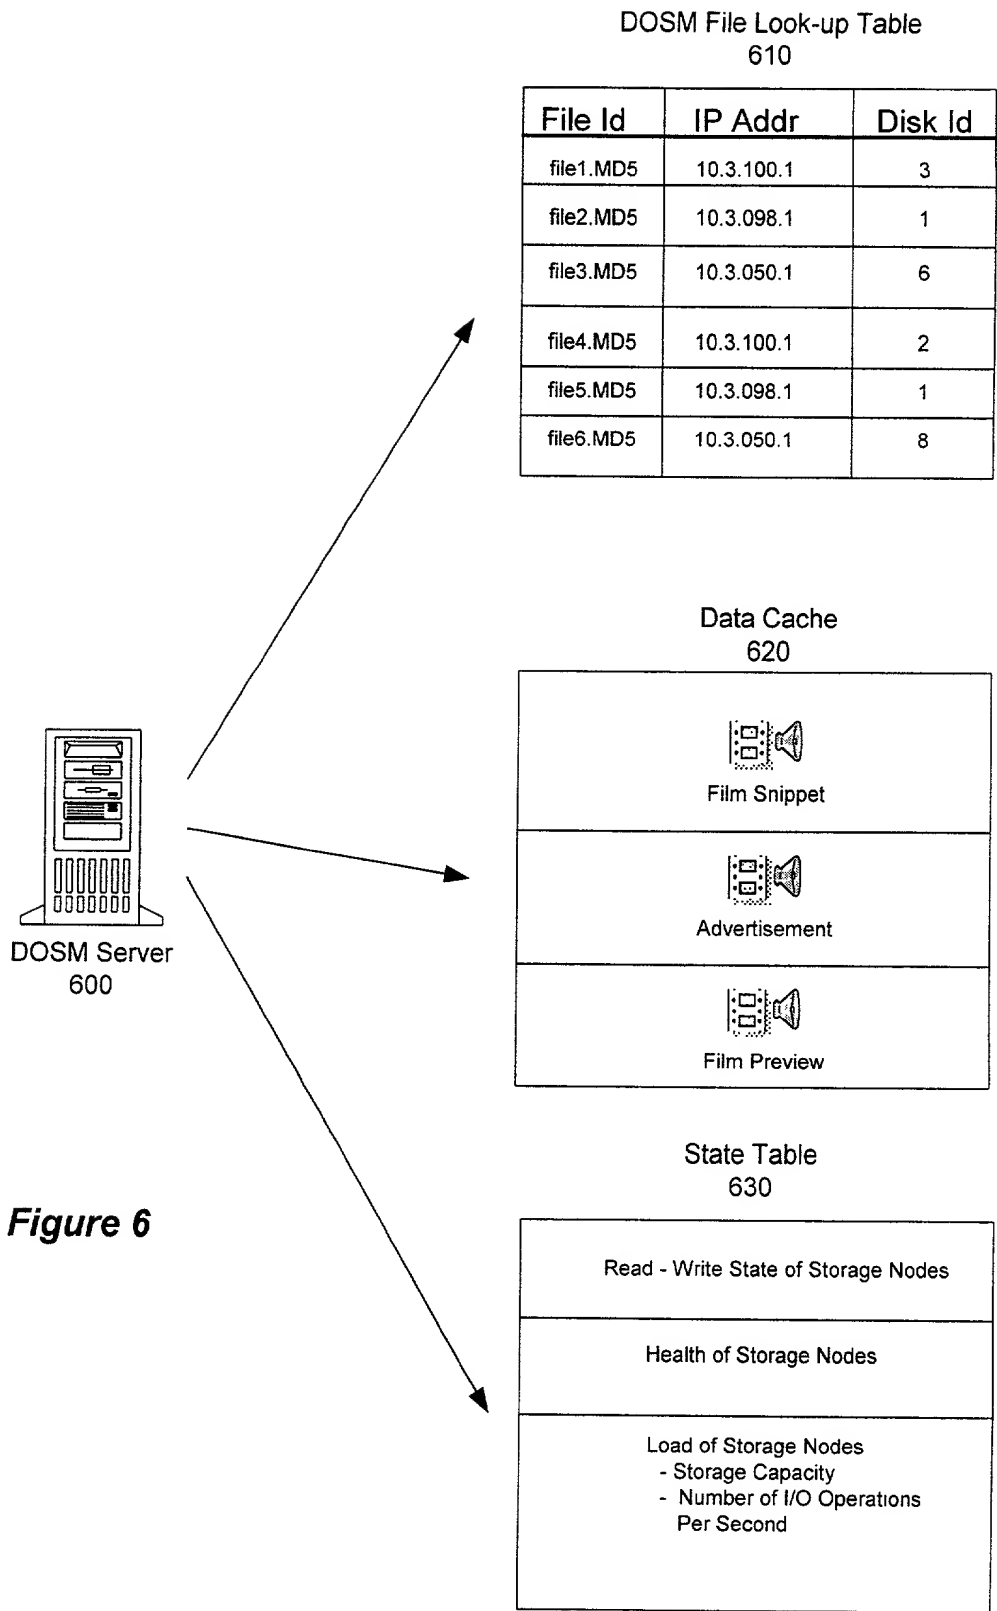 DOSM File Look-up Table
610
File Id IP Addr Disk Id
file1.MD5 10.3.100.1 3
file2.MD5 10.3.098.1 1
file3.MD5 10.3.050.1 6
file4.MD5 10.3.100.1 2
file5.MD5 10.3.098.1 1
file6.MD5 10.3.050.1 8
Data Cache
620
Film Snippet
Advertisement
Film Preview
DOSM Server
600
State Table
630
Read - Write State of Storage Nodes
Health of Storage Nodes
Load of Storage Nodes
- Storage Capacity
- Number of I/O Operations
Per Second
Figure 6